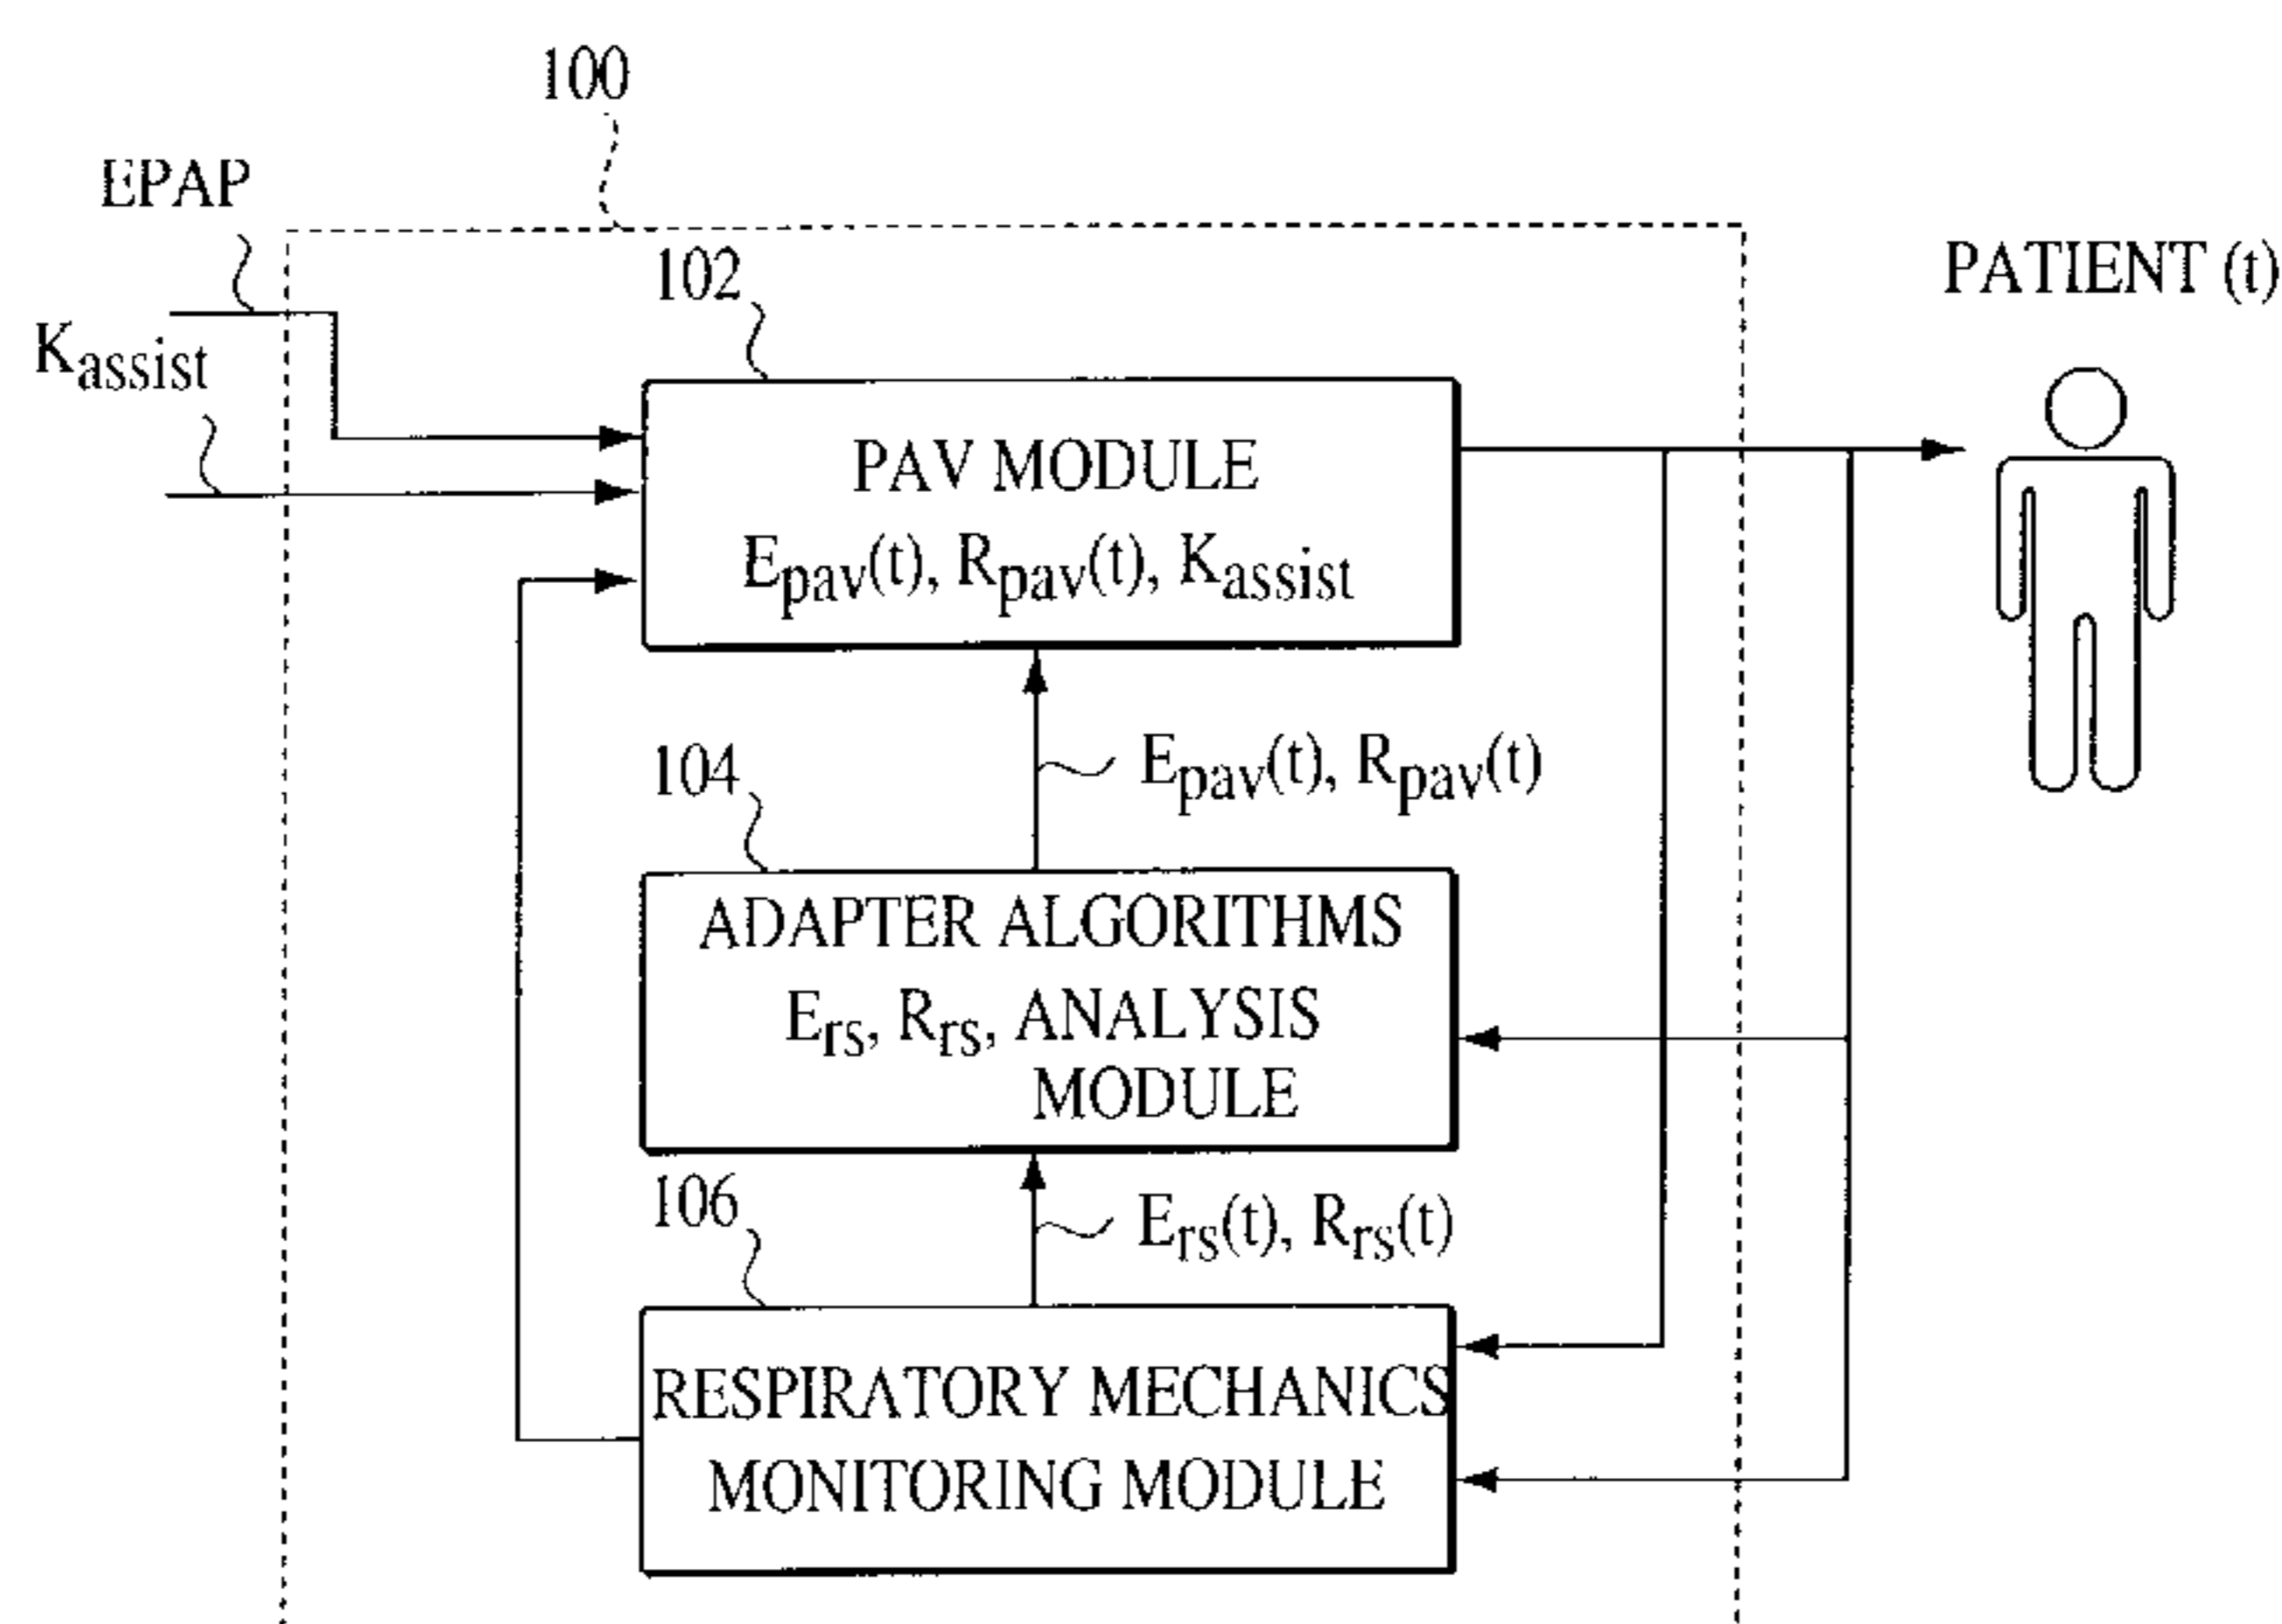 100
EPAP
102
PATIENT (t)
Kassist
PAV MODULE
Epav(t), Rpav(t), Kassist
104
Epav(t), Rpav(t)
ADAPTER ALGORITHMS
Ers, Rrs, ANALYSIS
MODULE
106
Ers(t), Rrs(t)
RESPIRATORY MECHANICS
MONITORING MODULE